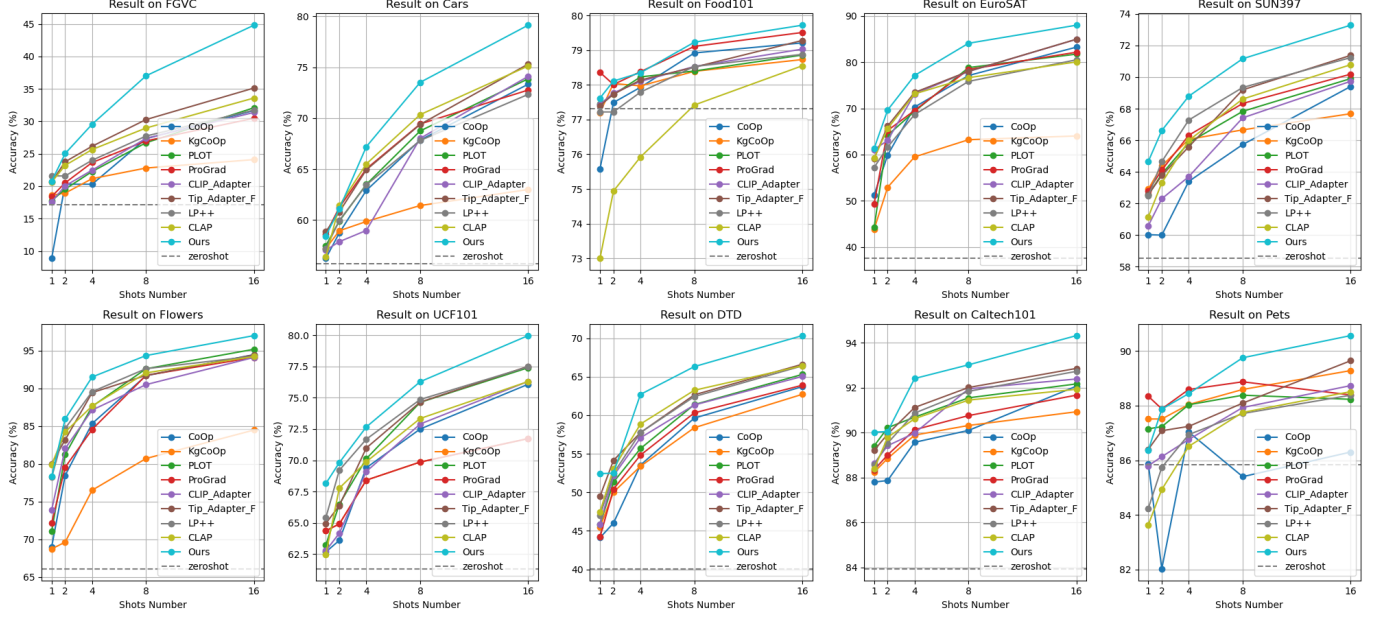 Result on FGVC
Accuracy (%)
45
40
35
30
25
20
15
10
1 2 4 8 16
Shots Number
CoOp
KgCoOp
PLOT
ProGrad
CLIP_Adapter
Tip_Adapter_F
LP++
CLAP
Ours
zeroshot
Result on Cars
Accuracy (%)
80
75
70
65
60
1 2 4 8 16
Shots Number
CoOp
KgCoOp
PLOT
ProGrad
CLIP_Adapter
Tip_Adapter_F
LP++
CLAP
Ours
zeroshot
Result on Food101
Accuracy (%)
80
79
78
77
76
75
74
73
1 2 4 8 16
Shots Number
CoOp
KgCoOp
PLOT
ProGrad
CLIP_Adapter
Tip_Adapter_F
LP++
CLAP
Ours
zeroshot
Result on EuroSAT
Accuracy (%)
90
80
70
60
50
40
1 2 4 8 16
Shots Number
CoOp
KgCoOp
PLOT
ProGrad
CLIP_Adapter
Tip_Adapter_F
LP++
CLAP
Ours
zeroshot
Result on SUN397
Accuracy (%)
74
72
70
68
66
64
62
60
58
1 2 4 8 16
Shots Number
CoOp
KgCoOp
PLOT
ProGrad
CLIP_Adapter
Tip_Adapter_F
LP++
CLAP
Ours
zeroshot
Result on Flowers
Accuracy (%)
95
90
85
80
75
70
65
1 2 4 8 16
Shots Number
CoOp
KgCoOp
PLOT
ProGrad
CLIP_Adapter
Tip_Adapter_F
LP++
CLAP
Ours
zeroshot
Result on UCF101
Accuracy (%)
80.0
77.5
75.0
72.5
70.0
67.5
65.0
62.5
1 2 4 8 16
Shots Number
CoOp
KgCoOp
PLOT
ProGrad
CLIP_Adapter
Tip_Adapter_F
LP++
CLAP
Ours
zeroshot
Result on DTD
Accuracy (%)
70
65
60
55
50
45
40
1 2 4 8 16
Shots Number
CoOp
KgCoOp
PLOT
ProGrad
CLIP_Adapter
Tip_Adapter_F
LP++
CLAP
Ours
zeroshot
Result on Caltech101
Accuracy (%)
94
92
90
88
86
84
1 2 4 8 16
Shots Number
CoOp
KgCoOp
PLOT
ProGrad
CLIP_Adapter
Tip_Adapter_F
LP++
CLAP
Ours
zeroshot
Result on Pets
Accuracy (%)
90
88
86
84
82
1 2 4 8 16
Shots Number
CoOp
KgCoOp
PLOT
ProGrad
CLIP_Adapter
Tip_Adapter_F
LP++
CLAP
Ours
zeroshot